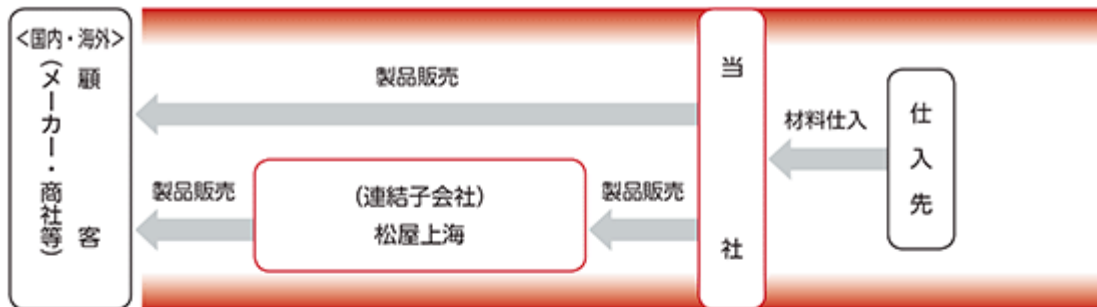 <国内・海外>
顧客
(メーカー・商社等)
製品販売
当社
材料仕入
仕入先
製品販売
(連結子会社)
松屋上海
製品販売